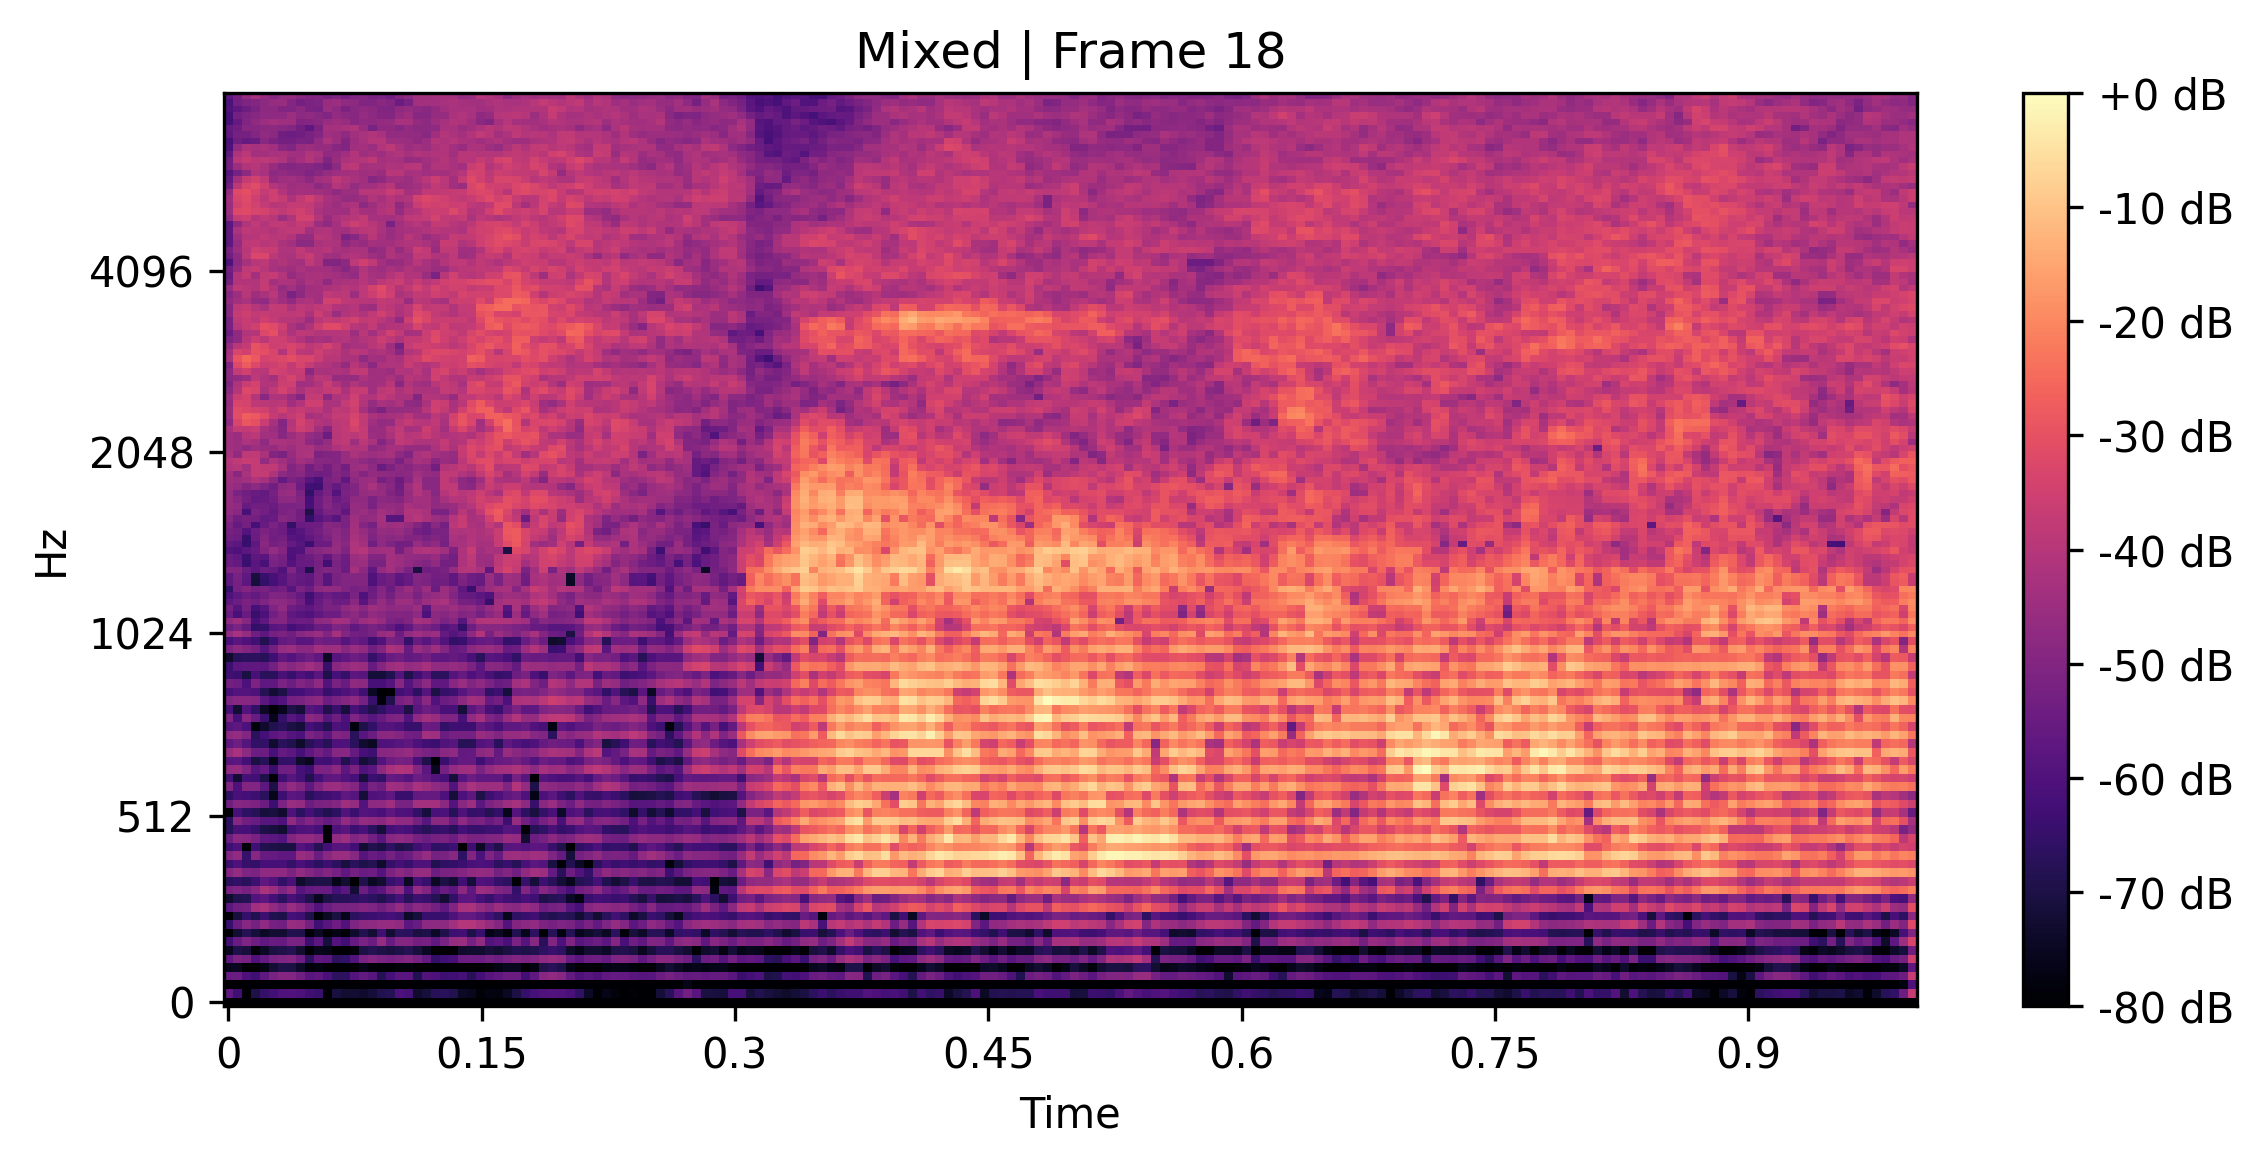 Mixed | Frame 18
+0 dB
-10 dB
-20 dB
-30 dB
-40 dB
-50 dB
-60 dB
-70 dB
-80 dB
Hz
4096
2048
1024
512
0
0
0.15
0.3
0.45
0.6
0.75
0.9
Time